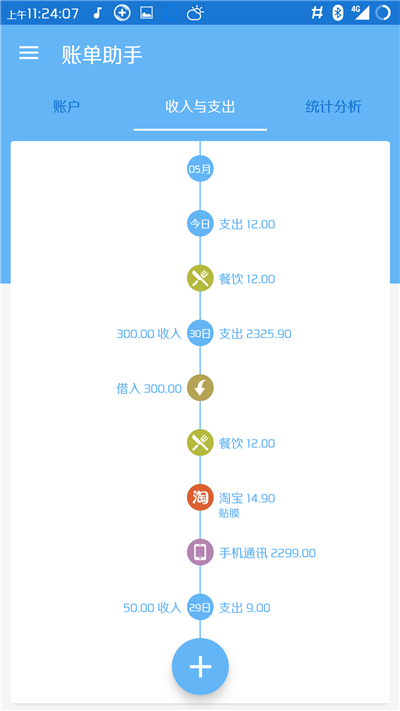 上午11:24:07
4G
账单助手
账户 收入与支出 统计分析
05月
今日 支出 12.00
餐饮 12.00
300.00 收入 30日 支出 2325.90
借入 300.00
餐饮 12.00
淘 淘宝 14.90
贴膜
手机通讯 2299.00
50.00 收入 29日 支出 9.00